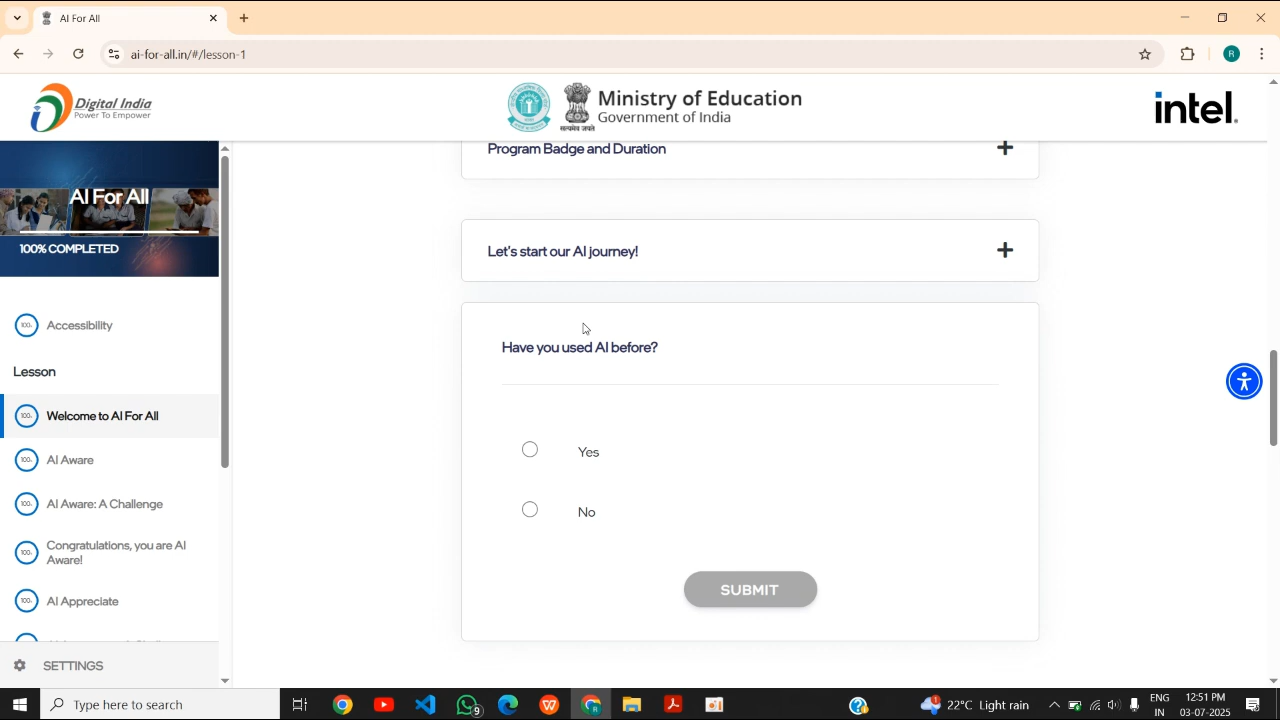 AI For All
ai-for-all.in/#/lesson-1
R
Digital India
Power To Empower
सत्यमेव जयते
Ministry of Education
Government of India
intel.
AI For All
100% COMPLETED
Accessibility
Lesson
Welcome to AI For All
AI Aware
AI Aware: A Challenge
Congratulations, you are AI
Aware!
AI Appreciate
SETTINGS
Program Badge and Duration
Let's start our AI journey!
Have you used AI before?
Yes
No
SUBMIT
Type here to search
9
22°C Light rain
ENG
IN
12:51 PM
03-07-2025